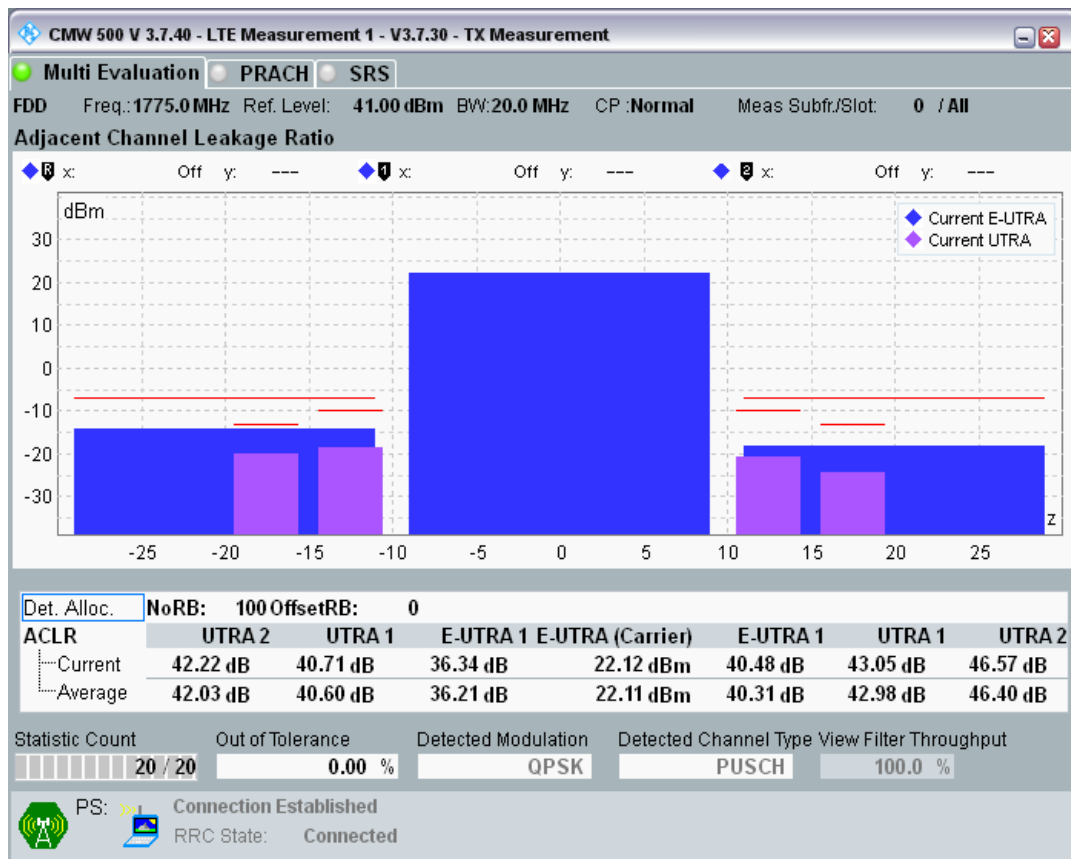 CMW 500 V 3.7.40 - LTE Measurement 1 - V3.7.30 - TX Measurement
Multi Evaluation PRACH SRS
FDD Freq.:1775.0 MHz Ref. Level: 41.00 dBm BW:20.0 MHz CP :Normal Meas Subfr./Slot: 0 / All
Adjacent Channel Leakage Ratio
R x: Off y: --- 1 x: Off y: --- 2 x: Off y: ---
dBm
Current E-UTRA
Current UTRA
30
20
10
0
-10
-20
-30
z
-25 -20 -15 -10 -5 0 5 10 15 20 25
Det. Alloc. NoRB: 100 OffsetRB: 0
ACLR UTRA 2 UTRA 1 E-UTRA 1 E-UTRA (Carrier) E-UTRA 1 UTRA 1 UTRA 2
Current 42.22 dB 40.71 dB 36.34 dB 22.12 dBm 40.48 dB 43.05 dB 46.57 dB
Average 42.03 dB 40.60 dB 36.21 dB 22.11 dBm 40.31 dB 42.98 dB 46.40 dB
Statistic Count Out of Tolerance Detected Modulation Detected Channel Type View Filter Throughput
20 / 20 0.00 % QPSK PUSCH 100.0 %
PS: Connection Established
RRC State: Connected